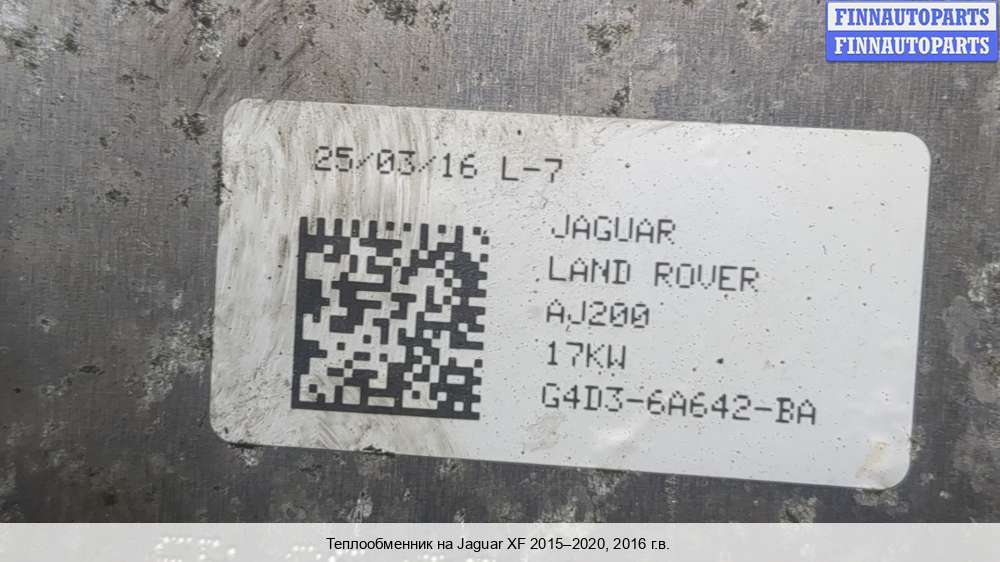 FINNAUTOPARTS
FINNAUTOPARTS
25/03/16 L-7
JAGUAR
LAND ROVER
AJ200
17KW
G4D3-6A642-BA
Теплообменник на Jaguar XF 2015–2020, 2016 г.в.